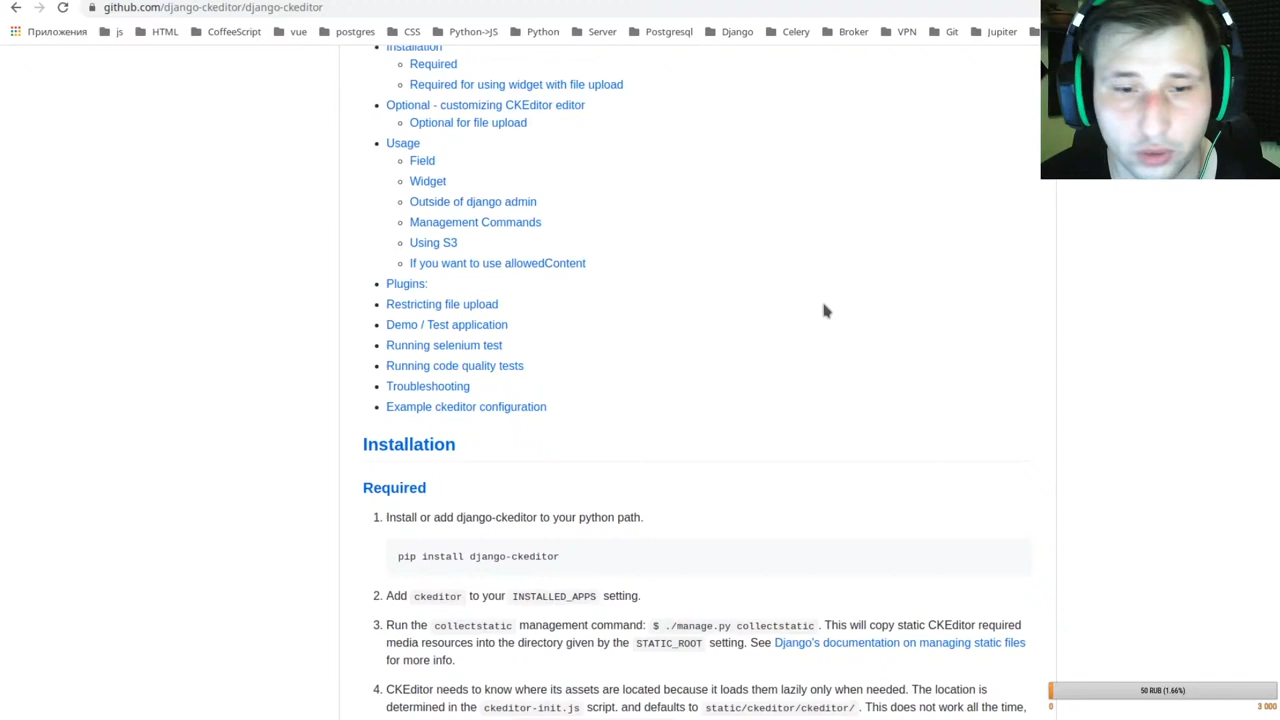 github.com/django-ckeditor/django-ckeditor
Приложения js HTML CoffeeScript vue postgres CSS Python->JS Python Server Postgresql Django Celery Broker VPN Git Jupiter
Installation
Required
Required for using widget with file upload
Optional - customizing CKEditor editor
Optional for file upload
Usage
Field
Widget
Outside of django admin
Management Commands
Using S3
If you want to use allowedContent
Plugins:
Restricting file upload
Demo / Test application
Running selenium test
Running code quality tests
Troubleshooting
Example ckeditor configuration
Installation
Required
1. Install or add django-ckeditor to your python path.
pip install django-ckeditor
2. Add ckeditor to your INSTALLED_APPS setting.
3. Run the collectstatic management command: $ ./manage.py collectstatic . This will copy static CKEditor required
media resources into the directory given by the STATIC_ROOT setting. See Django's documentation on managing static files
for more info.
4. CKEditor needs to know where its assets are located because it loads them lazily only when needed. The location is
determined in the ckeditor-init.js script. and defaults to static/ckeditor/ckeditor/ . This does not work all the time,
50 RUB (1.66%)
0 3 000